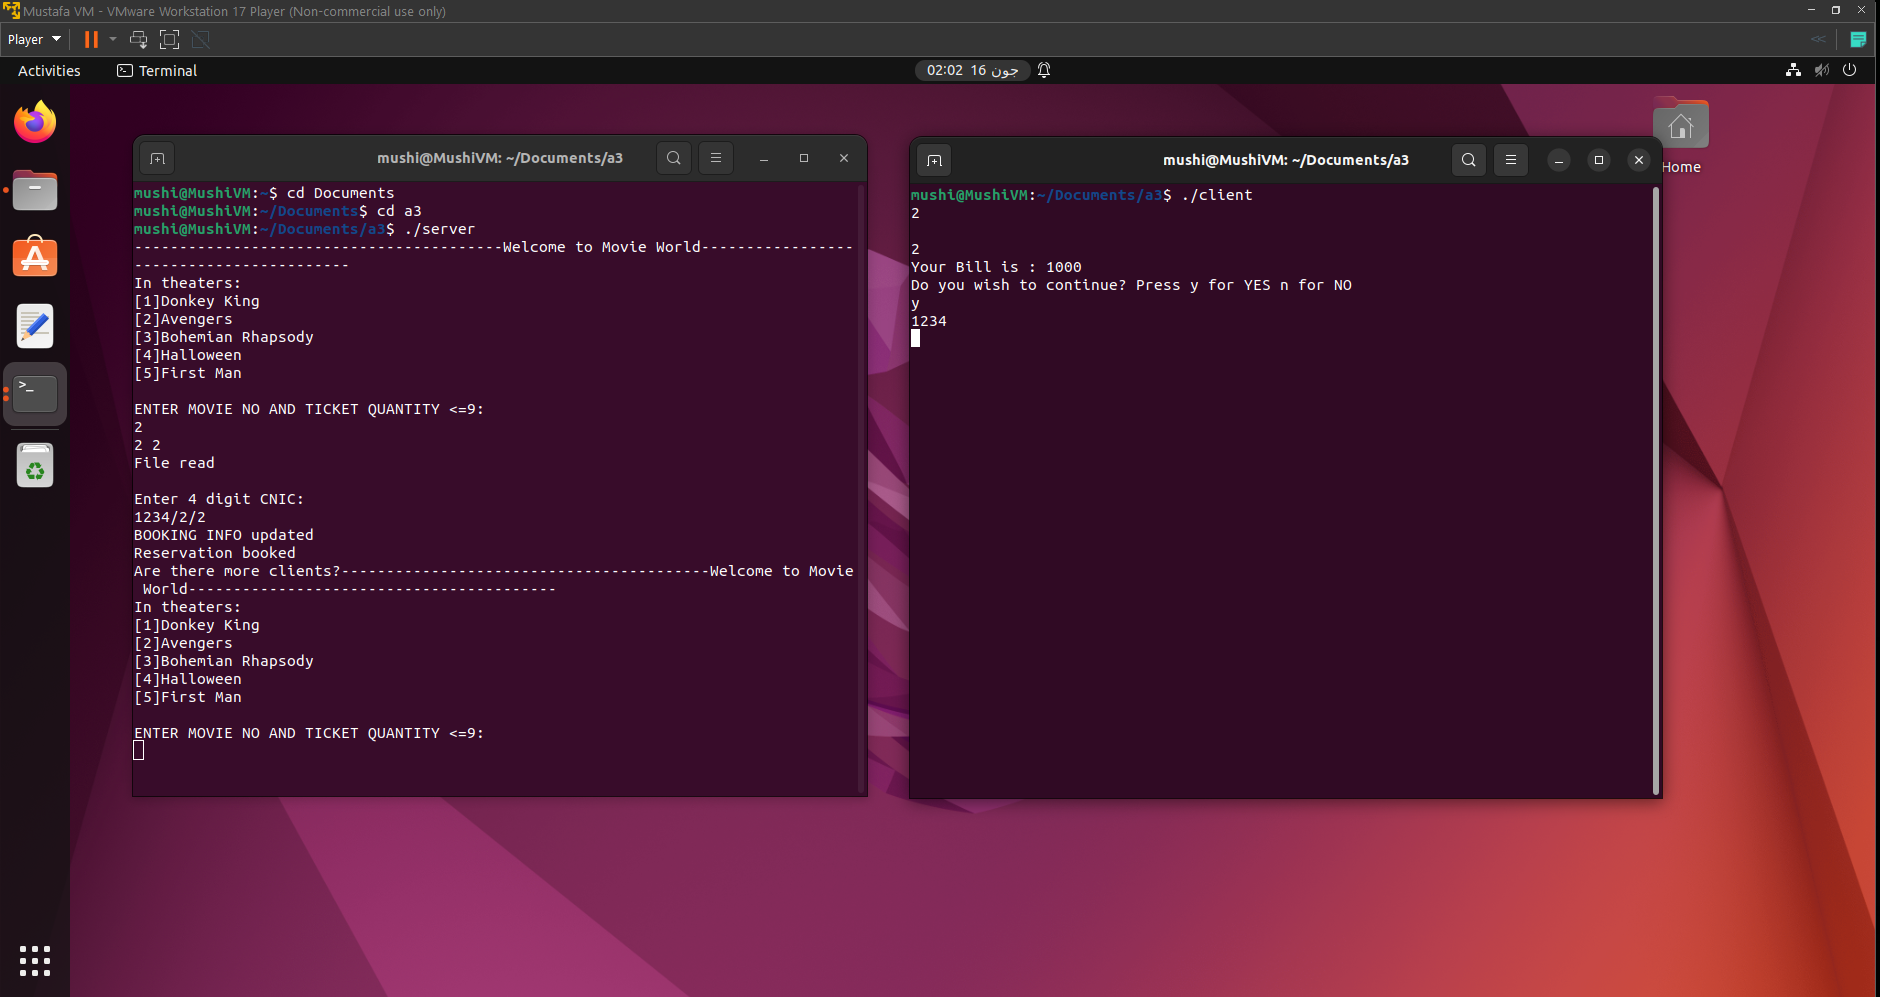 Mustafa VM - VMware Workstation 17 Player (Non-commercial use only)
Player
Activities
Terminal
02:02 16 جون
Home
mushi@MushiVM: ~/Documents/a3
mushi@MushiVM:~$ cd Documents
mushi@MushiVM:~/Documents$ cd a3
mushi@MushiVM:~/Documents/a3$ ./server
-----------------------------------------Welcome to Movie World-----------------
------------------------
In theaters:
[1]Donkey King
[2]Avengers
[3]Bohemian Rhapsody
[4]Halloween
[5]First Man
ENTER MOVIE NO AND TICKET QUANTITY <=9:
2
2 2
File read
Enter 4 digit CNIC:
1234/2/2
BOOKING INFO updated
Reservation booked
Are there more clients?-----------------------------------------Welcome to Movie
World-----------------------------------------
In theaters:
[1]Donkey King
[2]Avengers
[3]Bohemian Rhapsody
[4]Halloween
[5]First Man
ENTER MOVIE NO AND TICKET QUANTITY <=9:
mushi@MushiVM: ~/Documents/a3
mushi@MushiVM:~/Documents/a3$ ./client
2
2
Your Bill is : 1000
Do you wish to continue? Press y for YES n for NO
y
1234